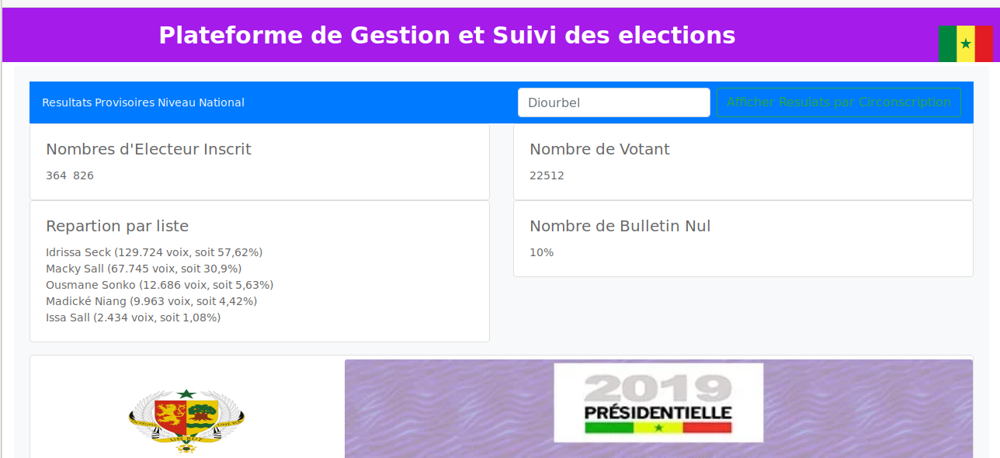 Plateforme de Gestion et Suivi des elections
Resultats Provisoires Niveau National
Diourbel
Afficher Resulats par Circonscription
Nombres d'Electeur Inscrit
364 826
Nombre de Votant
22512
Repartion par liste
Idrissa Seck (129.724 voix, soit 57,62%)
Macky Sall (67.745 voix, soit 30,9%)
Ousmane Sonko (12.686 voix, soit 5,63%)
Madické Niang (9.963 voix, soit 4,42%)
Issa Sall (2.434 voix, soit 1,08%)
Nombre de Bulletin Nul
10%
UN BUT
2019
PRÉSIDENTIELLE